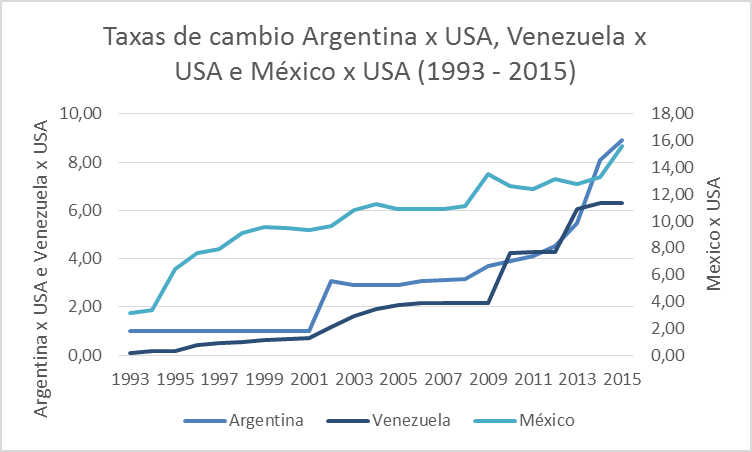 Taxas de cambio Argentina x USA, Venezuela x
USA e México x USA (1993 - 2015)
Argentina x USA e Venezuela x USA
10,00
8,00
6,00
4,00
2,00
0,00
18,00
16,00
14,00
12,00
10,00
8,00
6,00
4,00
2,00
0,00
Mexico x USA
1993 1995 1997 1999 2001 2003 2005 2007 2009 2011 2013 2015
Argentina Venezuela México